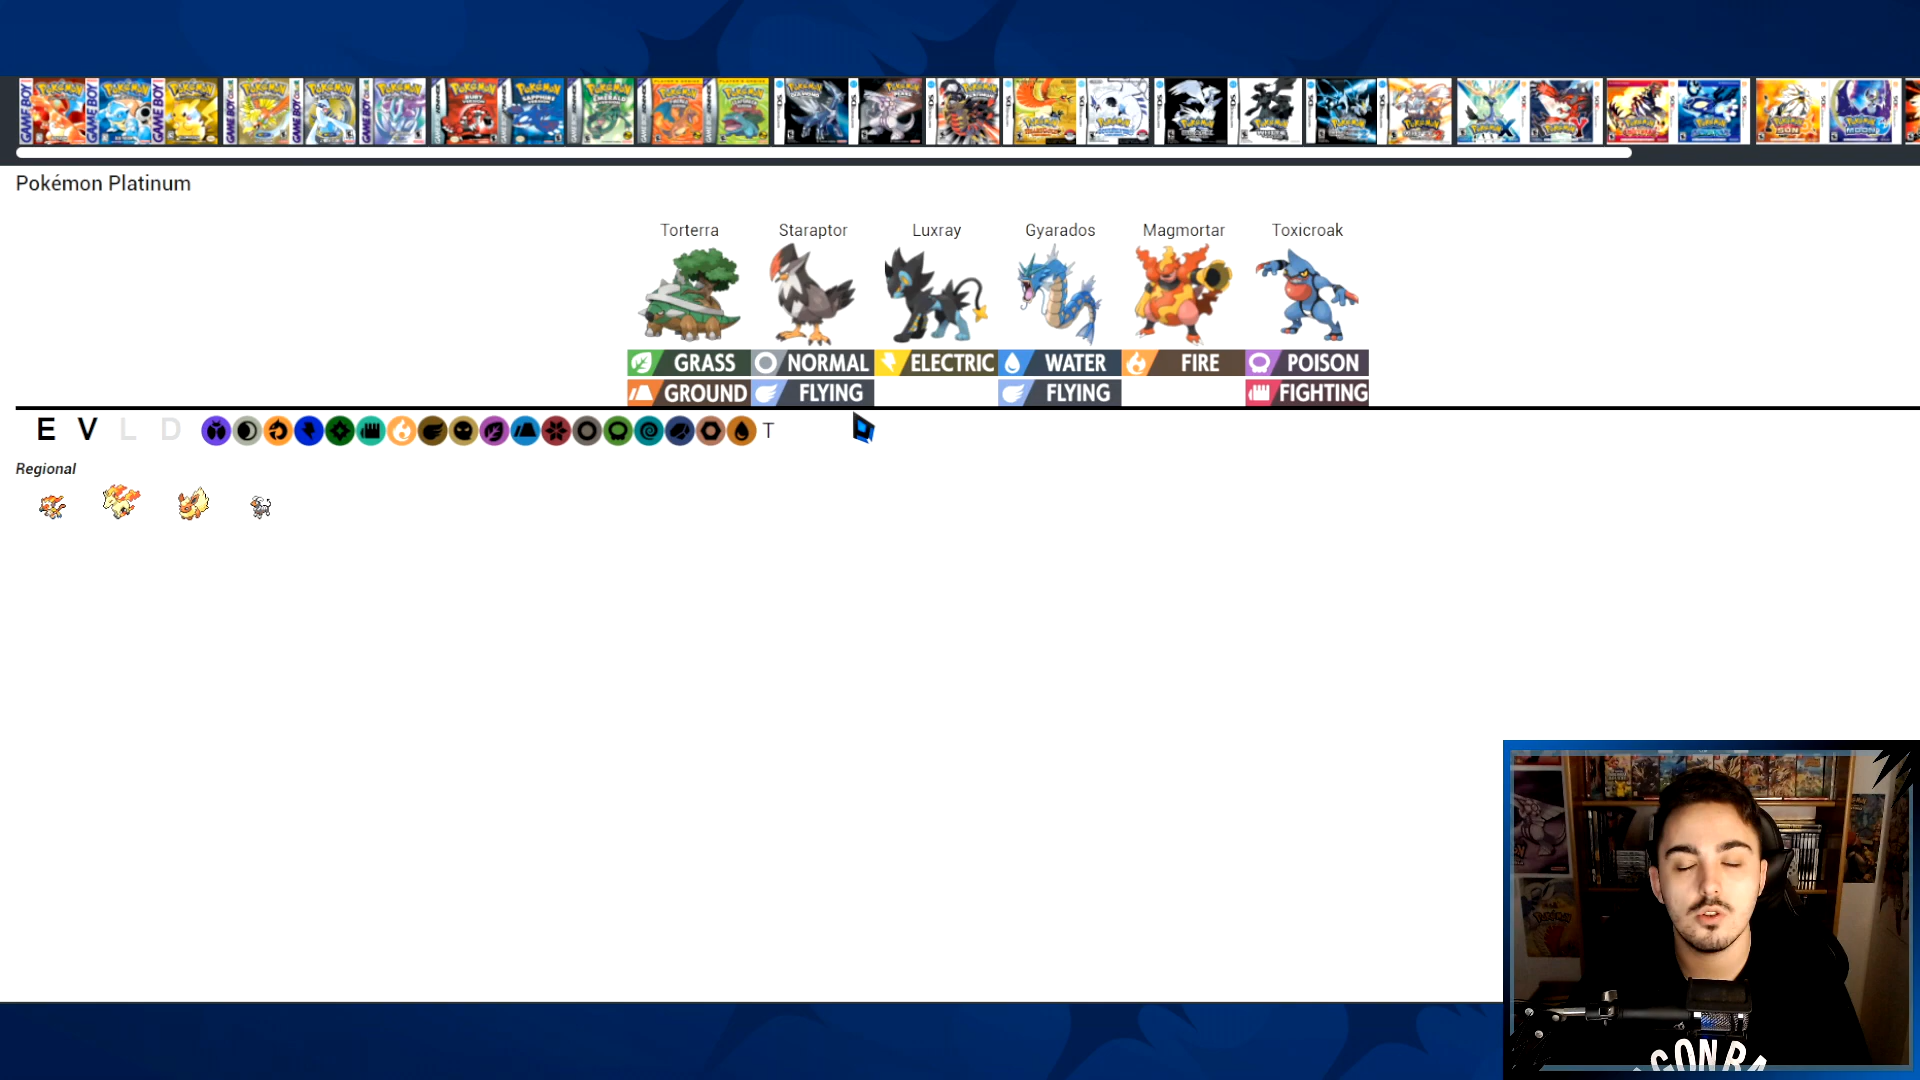 Pokémon Platinum
Torterra Staraptor Luxray Gyarados Magmortar Toxicroak
GRASS NORMAL ELECTRIC WATER FIRE POISON
GROUND FLYING FLYING FIGHTING
E V L D T
Regional